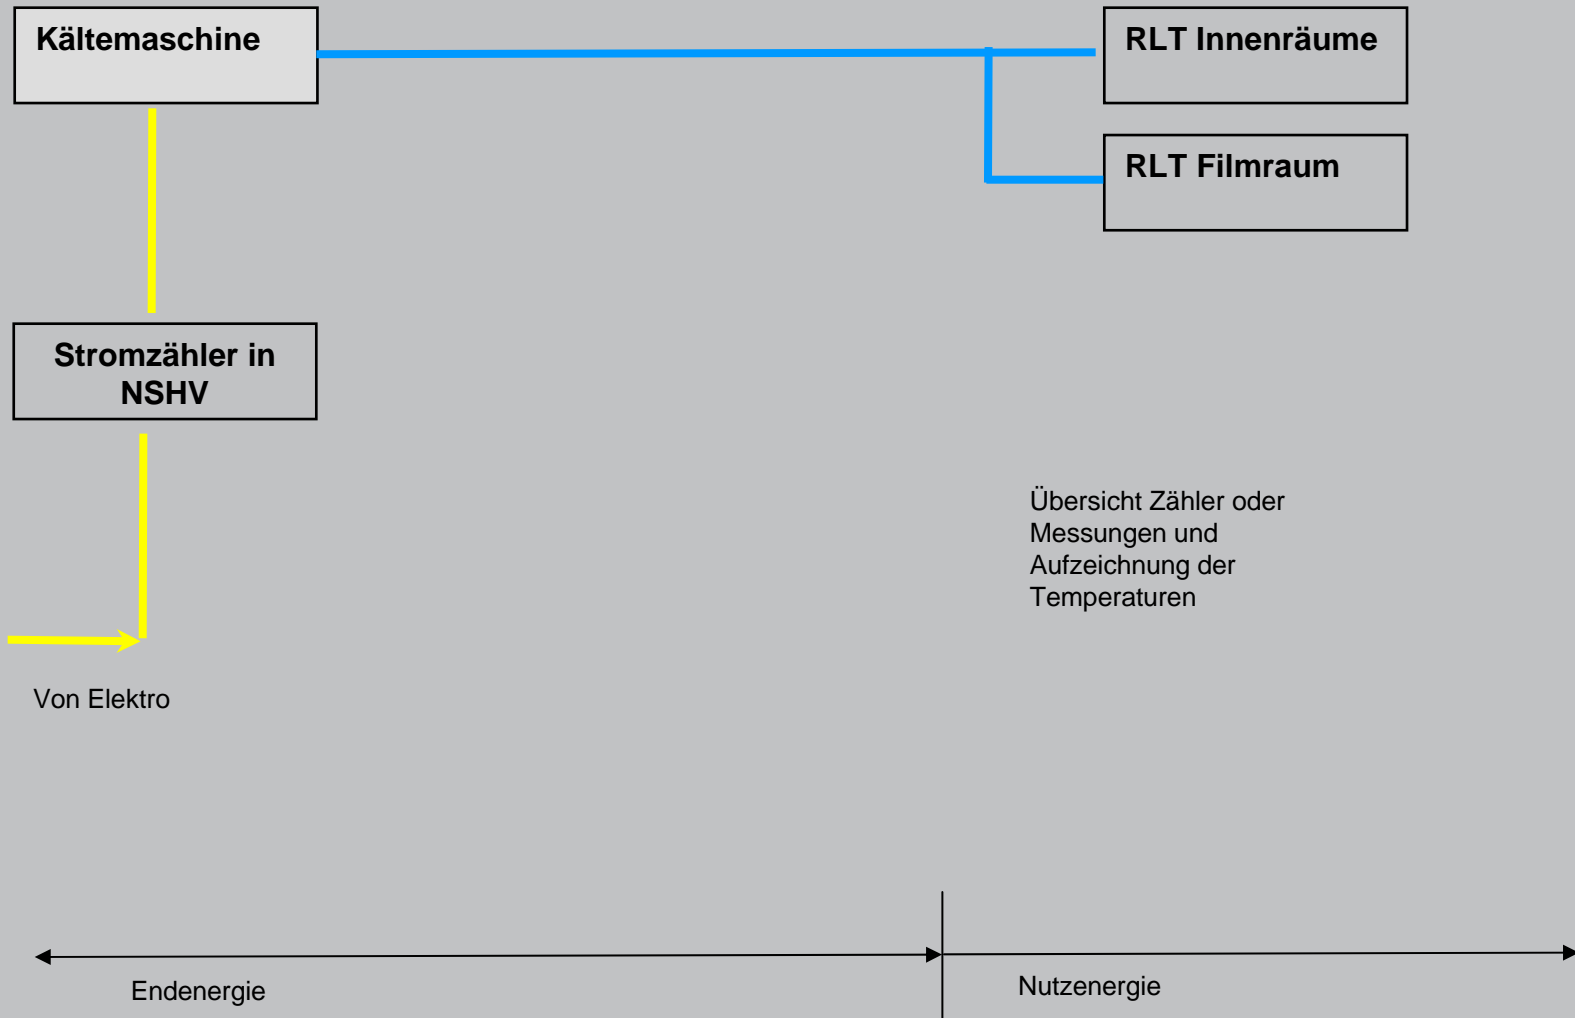 Kältemaschine
RLT Innenräume
RLT Filmraum
Stromzähler in
NSHV
Übersicht Zähler oder
Messungen und
Aufzeichnung der
Temperaturen
Von Elektro
Endenergie
Nutzenergie